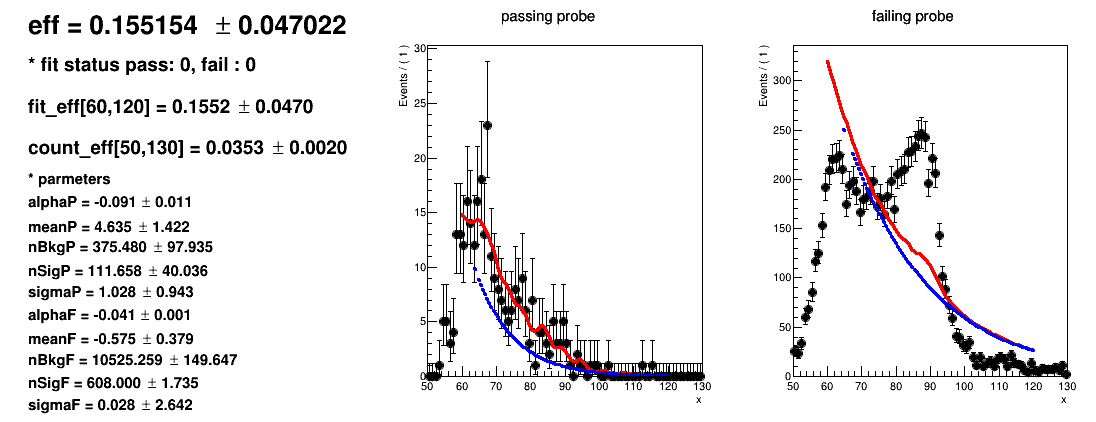 eff = 0.155154 ± 0.047022
* fit status pass: 0, fail : 0
fit_eff[60,120] = 0.1552 ± 0.0470
count_eff[50,130] = 0.0353 ± 0.0020
* parmeters
alphaP = -0.091 ± 0.011
meanP = 4.635 ± 1.422
nBkgP = 375.480 ± 97.935
nSigP = 111.658 ± 40.036
sigmaP = 1.028 ± 0.943
alphaF = -0.041 ± 0.001
meanF = -0.575 ± 0.379
nBkgF = 10525.259 ± 149.647
nSigF = 608.000 ± 1.735
sigmaF = 0.028 ± 2.642
passing probe
Events / ( 1 )
30
25
20
15
10
5
0
50 60 70 80 90 100 110 120 130
x
failing probe
Events / ( 1 )
300
250
200
150
100
50
0
50 60 70 80 90 100 110 120 130
x